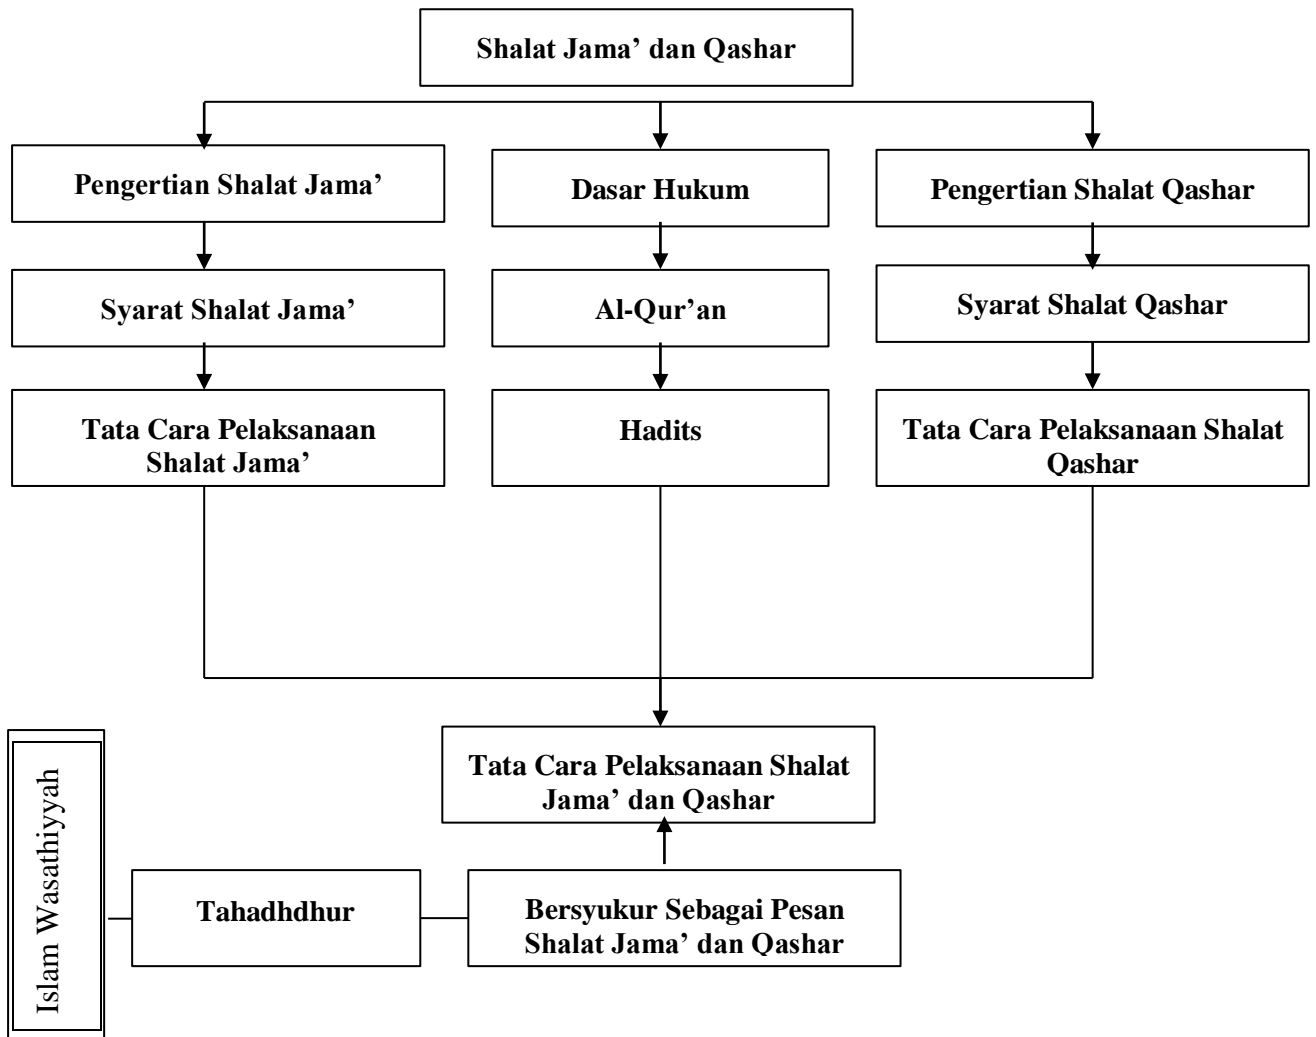 Shalat Jama’ dan Qashar
Pengertian Shalat Jama’
Dasar Hukum
Pengertian Shalat Qashar
Syarat Shalat Jama’
Al-Qur’an
Syarat Shalat Qashar
Tata Cara Pelaksanaan
Shalat Jama’
Hadits
Tata Cara Pelaksanaan Shalat
Qashar
Tata Cara Pelaksanaan Shalat
Jama’ dan Qashar
Islam Wasathiyyah
Tahadhdhur
Bersyukur Sebagai Pesan
Shalat Jama’ dan Qashar